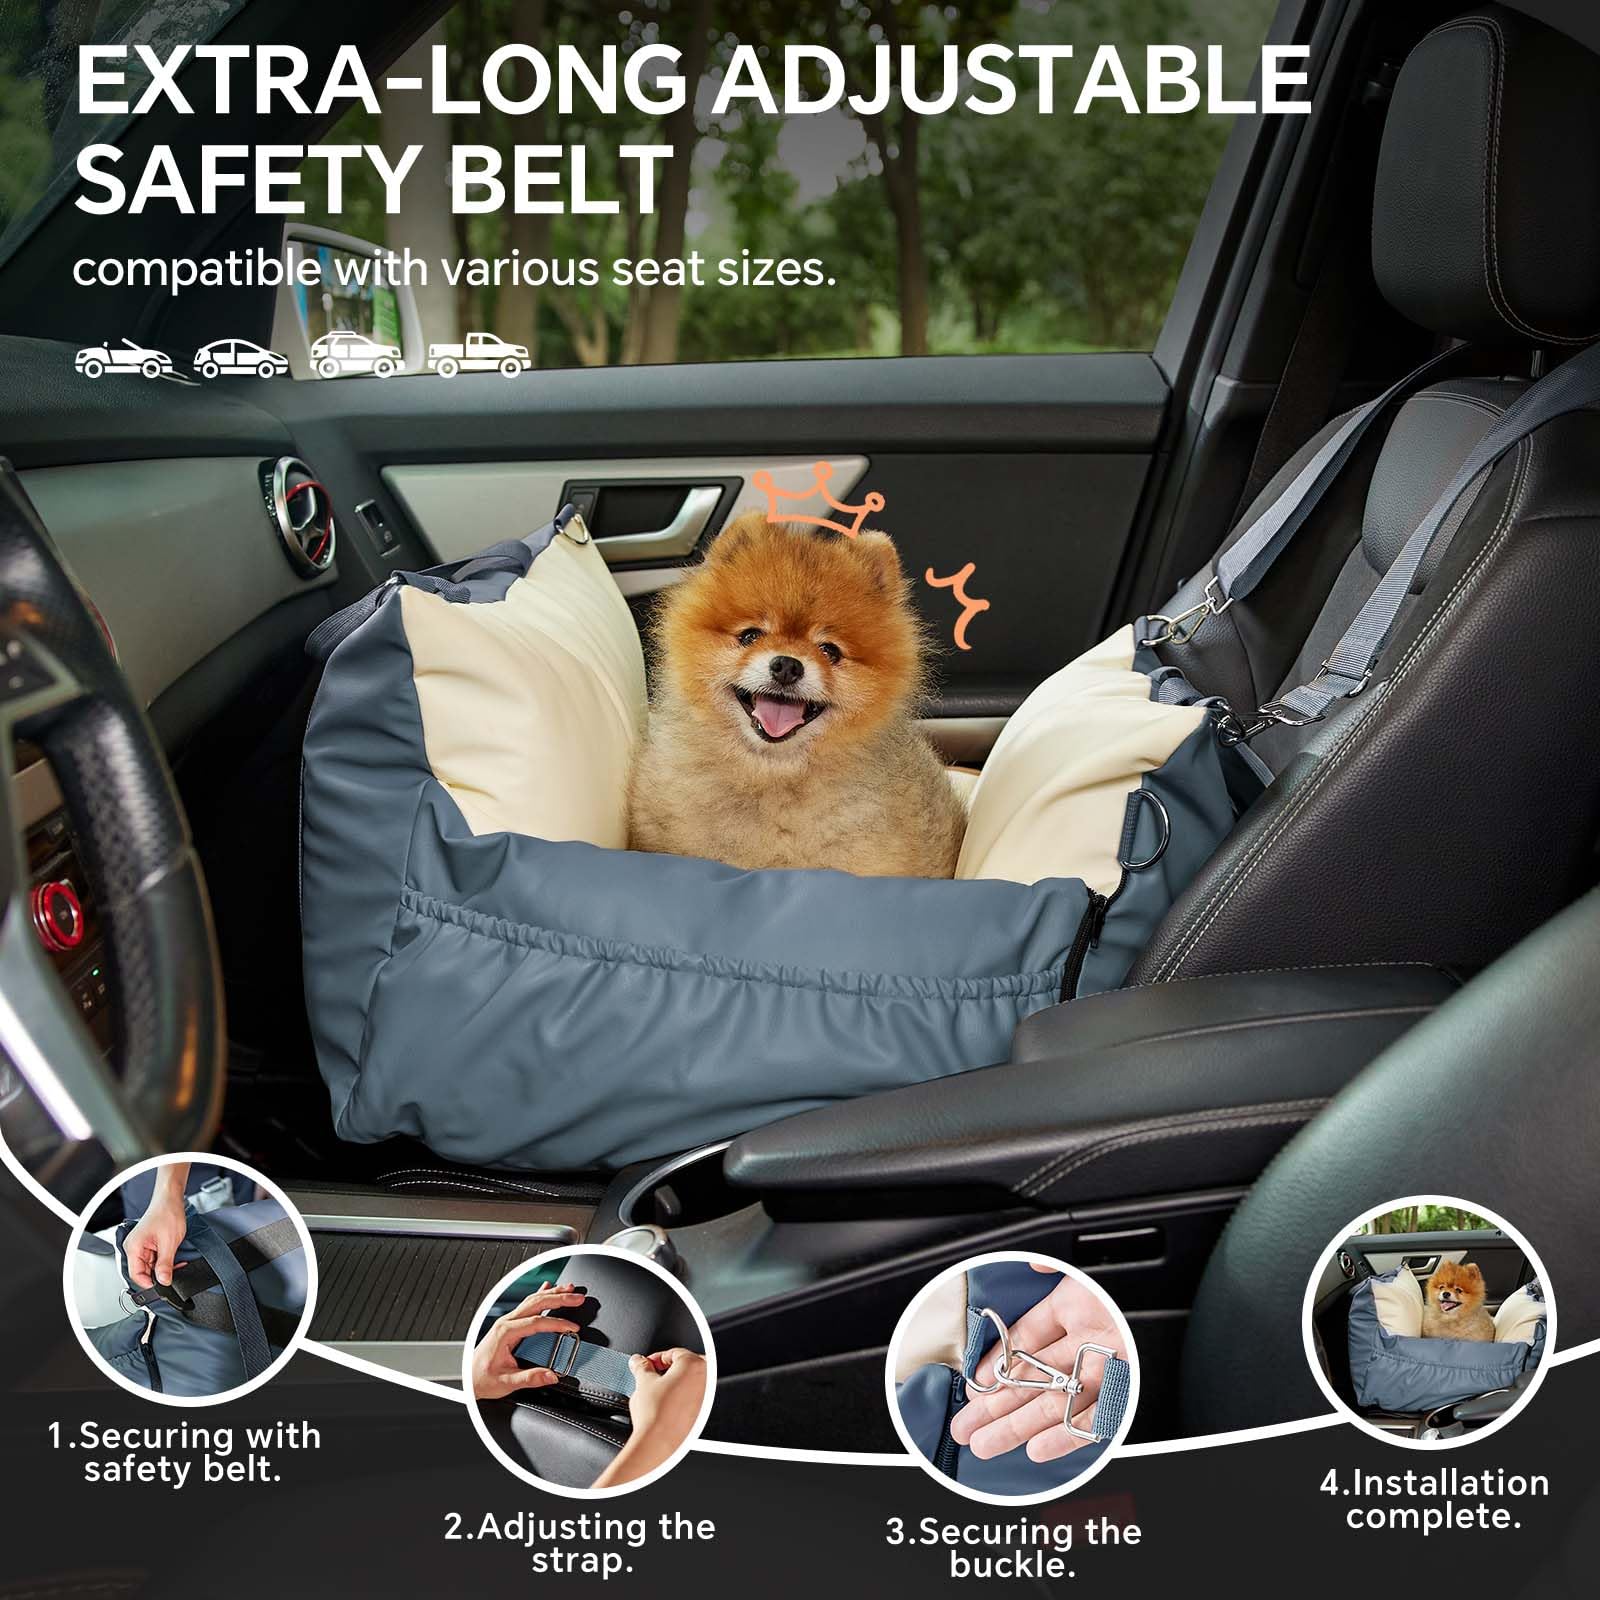 EXTRA-LONG ADJUSTABLE
SAFETY BELT
compatible with various seat sizes.
1.Securing with
safety belt.
2.Adjusting the
strap.
3.Securing the
buckle.
4.Installation
complete.